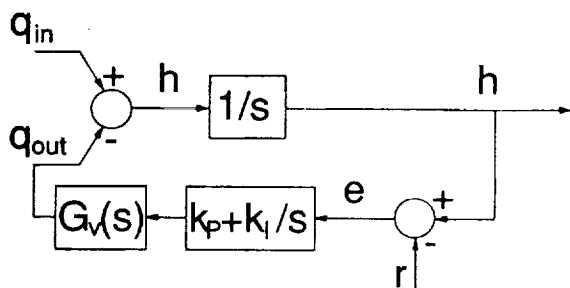 q_in
+
h
1/s
h
q_out
-
G_v(s)
k_P+k_I/s
e
+
-
r